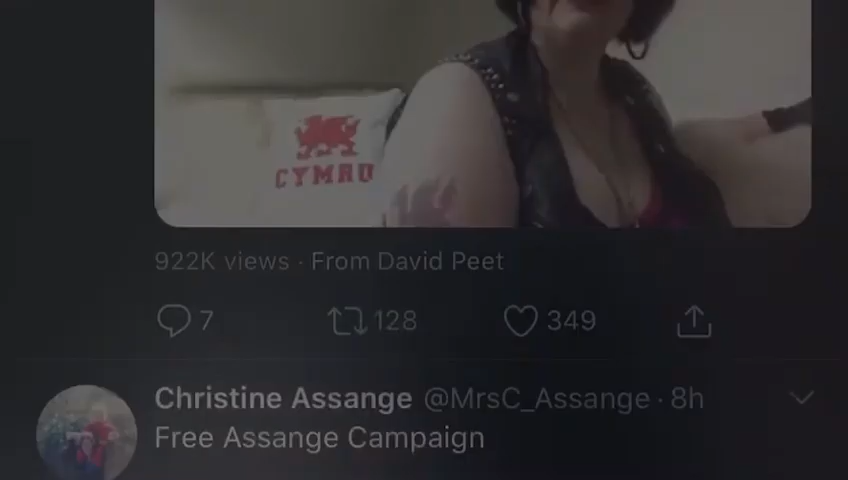 CYMRU
922K views · From David Peet
7 128 349
Christine Assange @MrsC_Assange · 8h
Free Assange Campaign